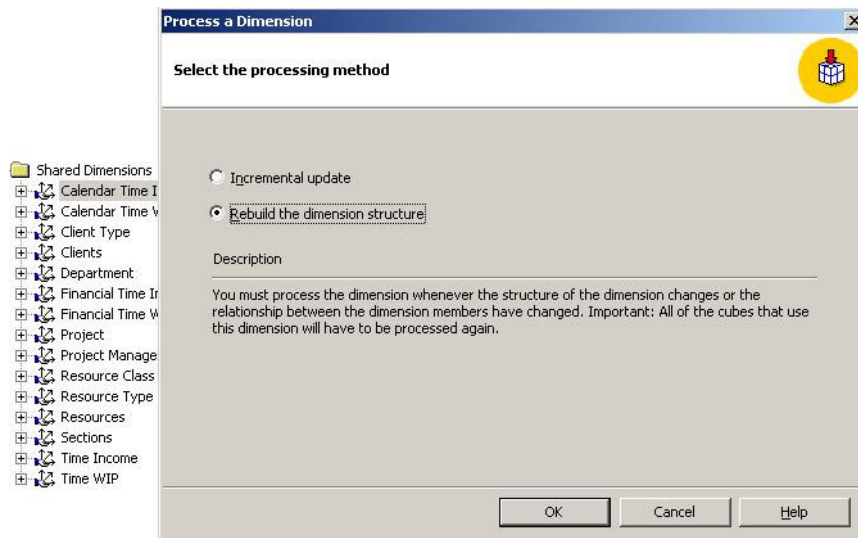 Process a Dimension
Select the processing method
Shared Dimensions
Calendar Time I
Calendar Time
Client Type
Clients
Department
Financial Time
Financial Time
Project
Project Manage
Resource Class
Resource Type
Resources
Sections
Time Income
Time WIP
Incremental update
Rebuild the dimension structure
Description
You must process the dimension whenever the structure of the dimension changes or the
relationship between the dimension members have changed. Important: All of the cubes that use
this dimension will have to be processed again.
OK
Cancel
Help